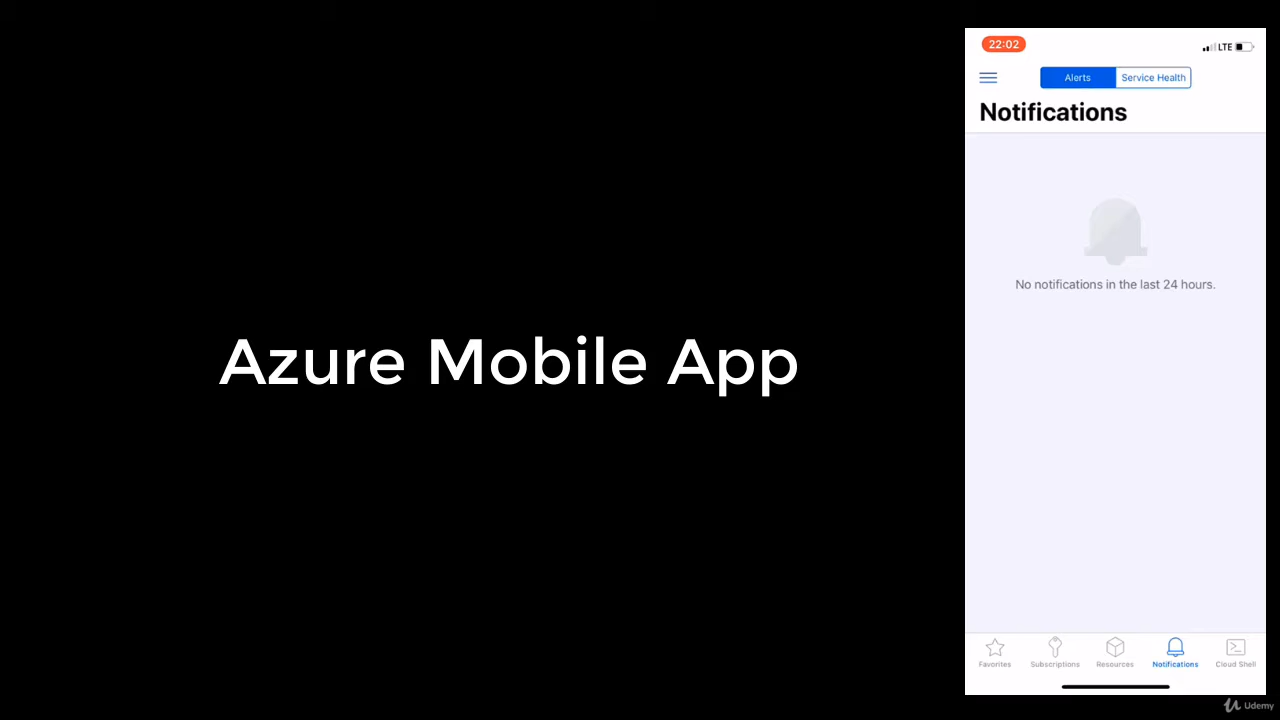 22:02
LTE
Alerts
Service Health
Notifications
No notifications in the last 24 hours.
Azure Mobile App
Favorites
Subscriptions
Resources
Notifications
Cloud Shell
Udemy